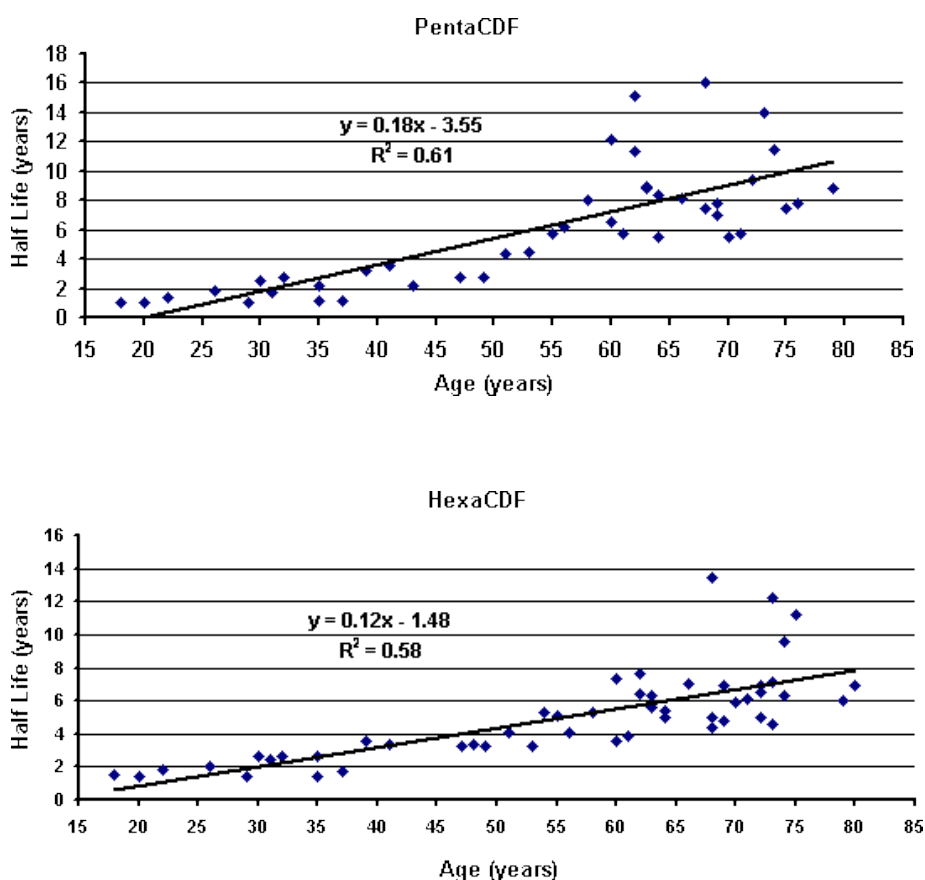 PentaCDF
18
16
14
12
10
8
6
4
2
0
Half Life (years)
y = 0.18x - 3.55
R² = 0.61
15 20 25 30 35 40 45 50 55 60 65 70 75 80 85
Age (years)
HexaCDF
16
14
12
10
8
6
4
2
0
Half Life (years)
y = 0.12x - 1.48
R² = 0.58
15 20 25 30 35 40 45 50 55 60 65 70 75 80 85
Age (years)